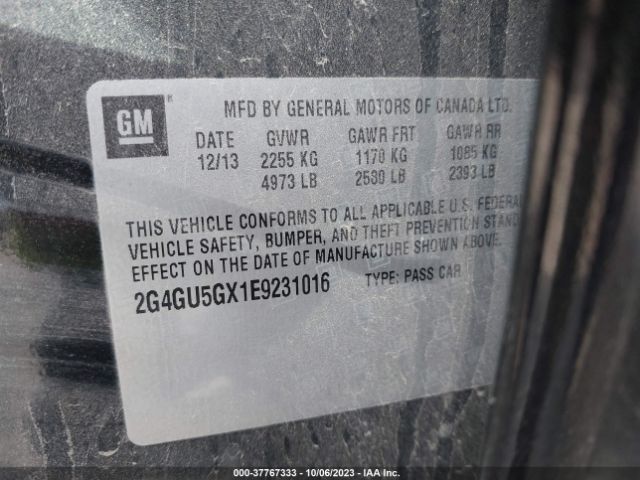 GM®
MFD BY GENERAL MOTORS OF CANADA LTD.
DATE GVWR GAWR FRT GAWR RR
12/13 2255 KG 1170 KG 1085 KG
4973 LB 2580 LB 2393 LB
THIS VEHICLE CONFORMS TO ALL APPLICABLE U.S. FEDERAL
VEHICLE SAFETY, BUMPER, AND THEFT PREVENTION STAND
EFFECT ON THE DATE OF MANUFACTURE SHOWN ABOVE.
2G4GU5GX1E9231016 TYPE: PASS CAR
000-37767333 - 10/06/2023 - IAA Inc.